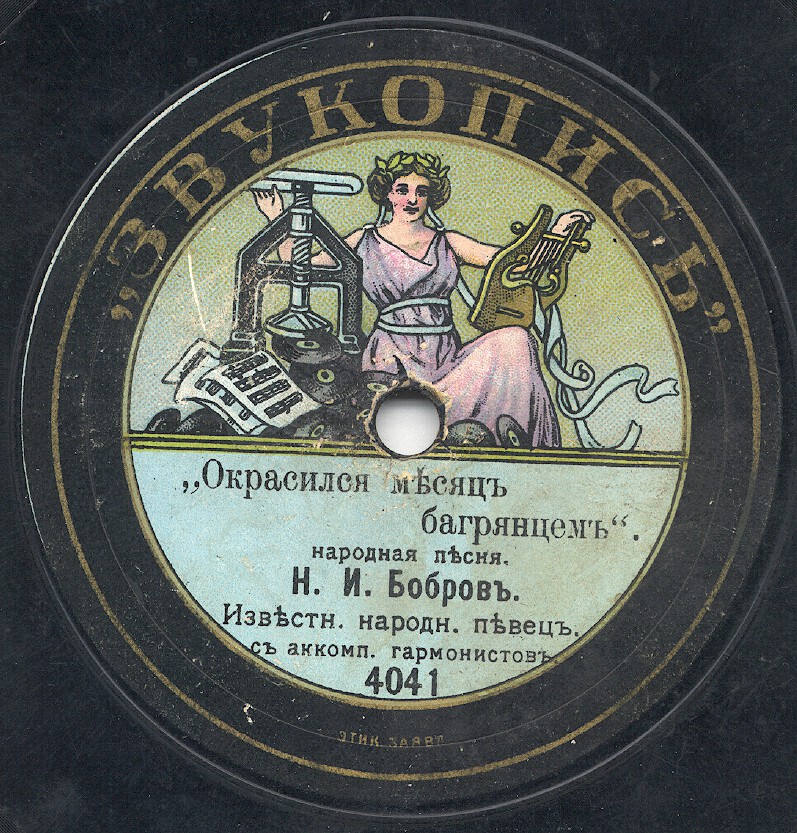 „ЗВУКОПИСЬ”
„Окрасился мѣсяцъ
багрянцемъ“.
народная пѣсня.
Н. И. Бобровъ.
Извѣстн. народн. пѣвецъ.
съ аккомп. гармонистовъ
4041
ЭТИК. ЗАЯВЛ